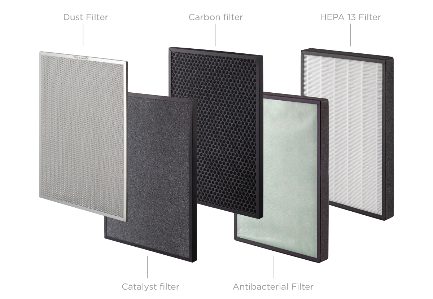 Dust Filter
Carbon filter
HEPA 13 Filter
Catalyst filter
Antibacterial Filter